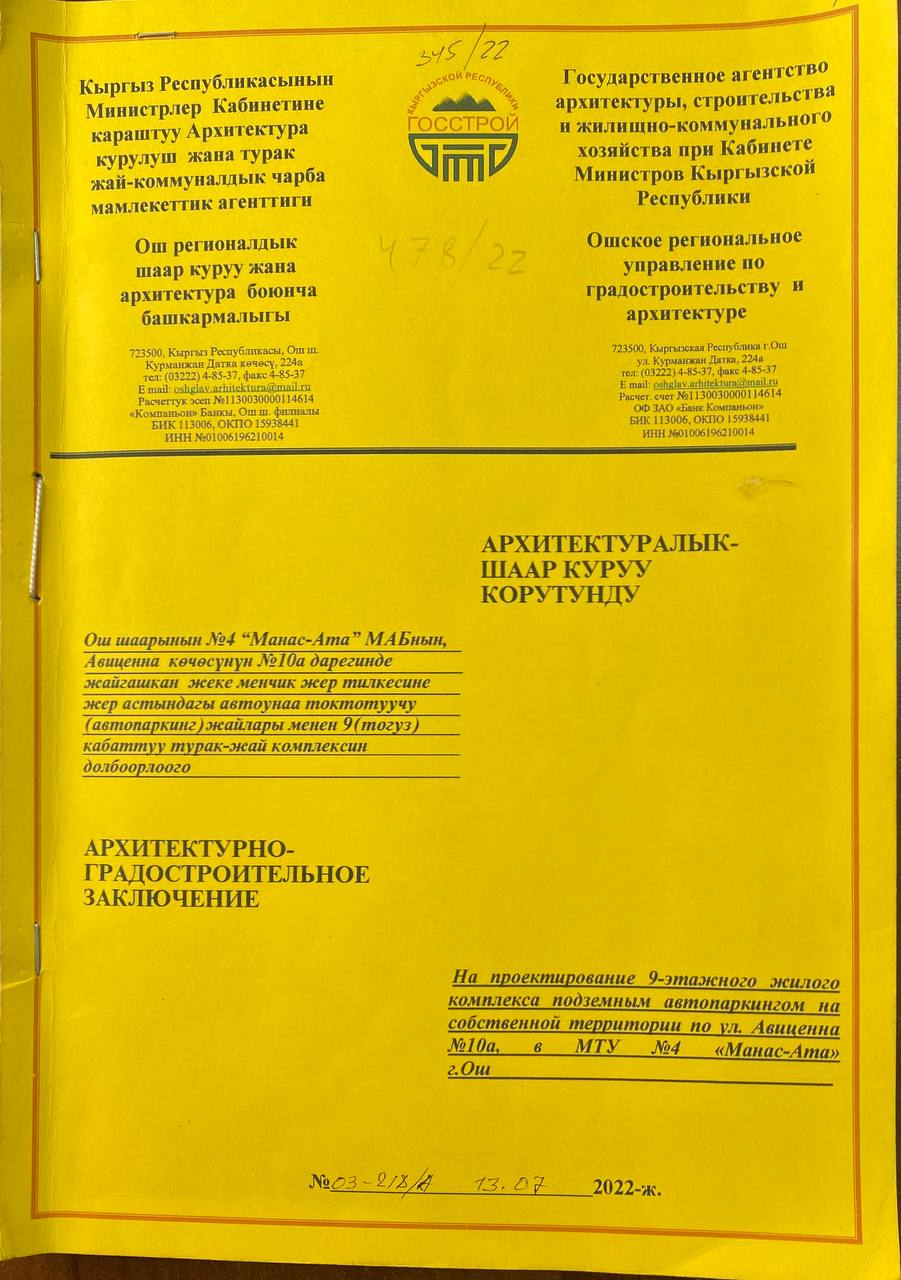 345/22
Кыргыз Республикасынын
Министрлер Кабинетине
караштуу Архитектура
курулуш жана турак
жай-коммуналдык чарба
мамлекеттик агенттиги
Ош регионалдык
шаар куруу жана
архитектура боюнча
башкармалыгы
723500, Кыргыз Республикасы, Ош ш.
Курманжан Датка көчөсү, 224а
тел: (03222) 4-85-37, факс 4-85-37
E mail: oshglav.arhitektura@mail.ru
Расчеттук эсеп №1130030000114614
«Компаньон» Банкы, Ош ш. филиалы
БИК 113006, ОКПО 15938441
ИНН №01006196210014
КЫРГЫЗСКОЙ РЕСПУБЛИКИ
ГОССТРОЙ
478/22
Государственное агентство
архитектуры, строительства
и жилищно-коммунального
хозяйства при Кабинете
Министров Кыргызской
Республики
Ошское региональное
управление по
градостроительству и
архитектуре
723500, Кыргызская Республика г.Ош
ул. Курманжан Датка, 224а
тел: (03222) 4-85-37, факс 4-85-37
E mail: oshglav.arhitektura@mail.ru
Расчет. счет №1130030000114614
ОФ ЗАО «Банк Компаньон»
БИК 113006, ОКПО 15938441
ИНН №01006196210014
АРХИТЕКТУРАЛЫК-
ШААР КУРУУ
КОРУТУНДУ
Ош шаарынын №4 “Манас-Ата” МАБнын,
Авиценна көчөсүнүн №10а дарегинде
жайгашкан жеке менчик жер тилкесине
жер астындагы автоунаа токтотуучу
(автопаркинг)жайлары менен 9(тогуз)
кабаттуу турак-жай комплексин
долбоорлоого
АРХИТЕКТУРНО-
ГРАДОСТРОИТЕЛЬНОЕ
ЗАКЛЮЧЕНИЕ
На проектирование 9-этажного жилого
комплекса подземным автопаркингом на
собственной территории по ул. Авиценна
№10а, в МТУ №4 «Манас-Ата»
г.Ош
№03-218/А 13.07 2022-ж.